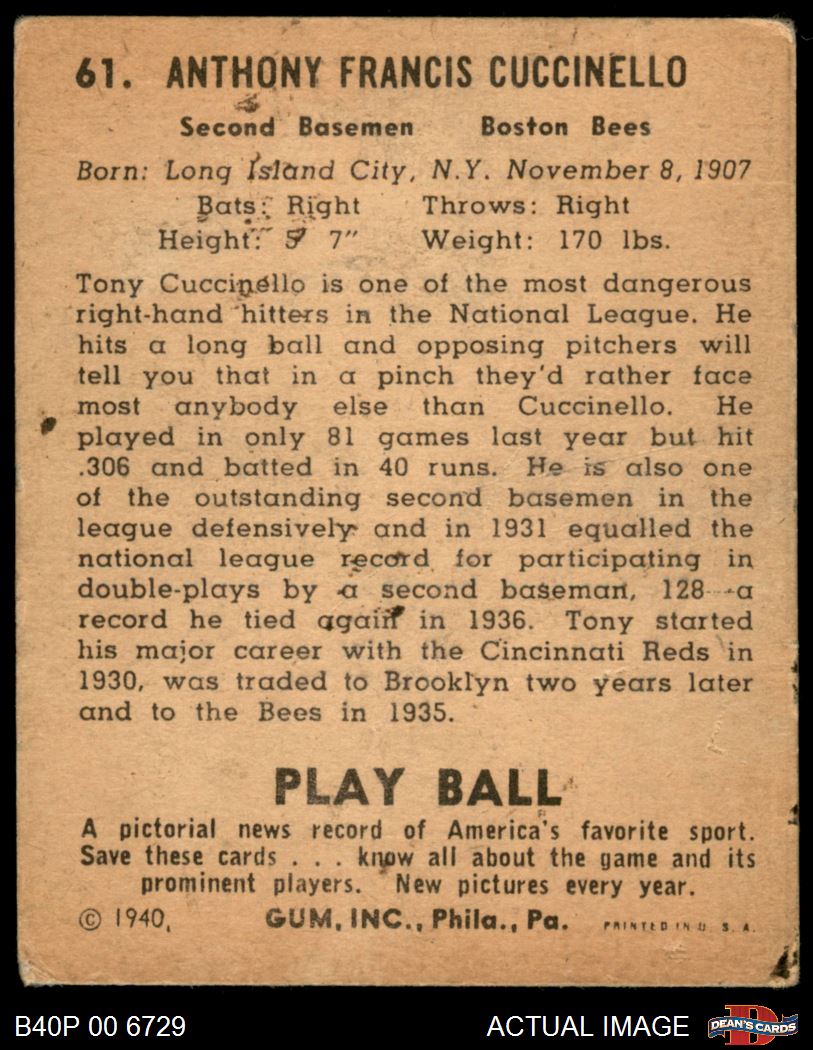 61. ANTHONY FRANCIS CUCCINELLO
Second Basemen Boston Bees
Born: Long Island City, N.Y. November 8, 1907
Bats: Right Throws: Right
Height: 5' 7" Weight: 170 lbs.
Tony Cuccinello is one of the most dangerous
right-hand hitters in the National League. He
hits a long ball and opposing pitchers will
tell you that in a pinch they'd rather face
most anybody else than Cuccinello. He
played in only 81 games last year but hit
.306 and batted in 40 runs. He is also one
of the outstanding second basemen in the
league defensively and in 1931 equalled the
national league record for participating in
double-plays by a second baseman, 128--a
record he tied again in 1936. Tony started
his major career with the Cincinnati Reds in
1930, was traded to Brooklyn two years later
and to the Bees in 1935.
PLAY BALL
A pictorial news record of America's favorite sport.
Save these cards . . . know all about the game and its
prominent players. New pictures every year.
© 1940, GUM, INC., Phila., Pa. PRINTED IN U. S. A.
B40P 00 6729 ACTUAL IMAGE D DEAN'S CARDS